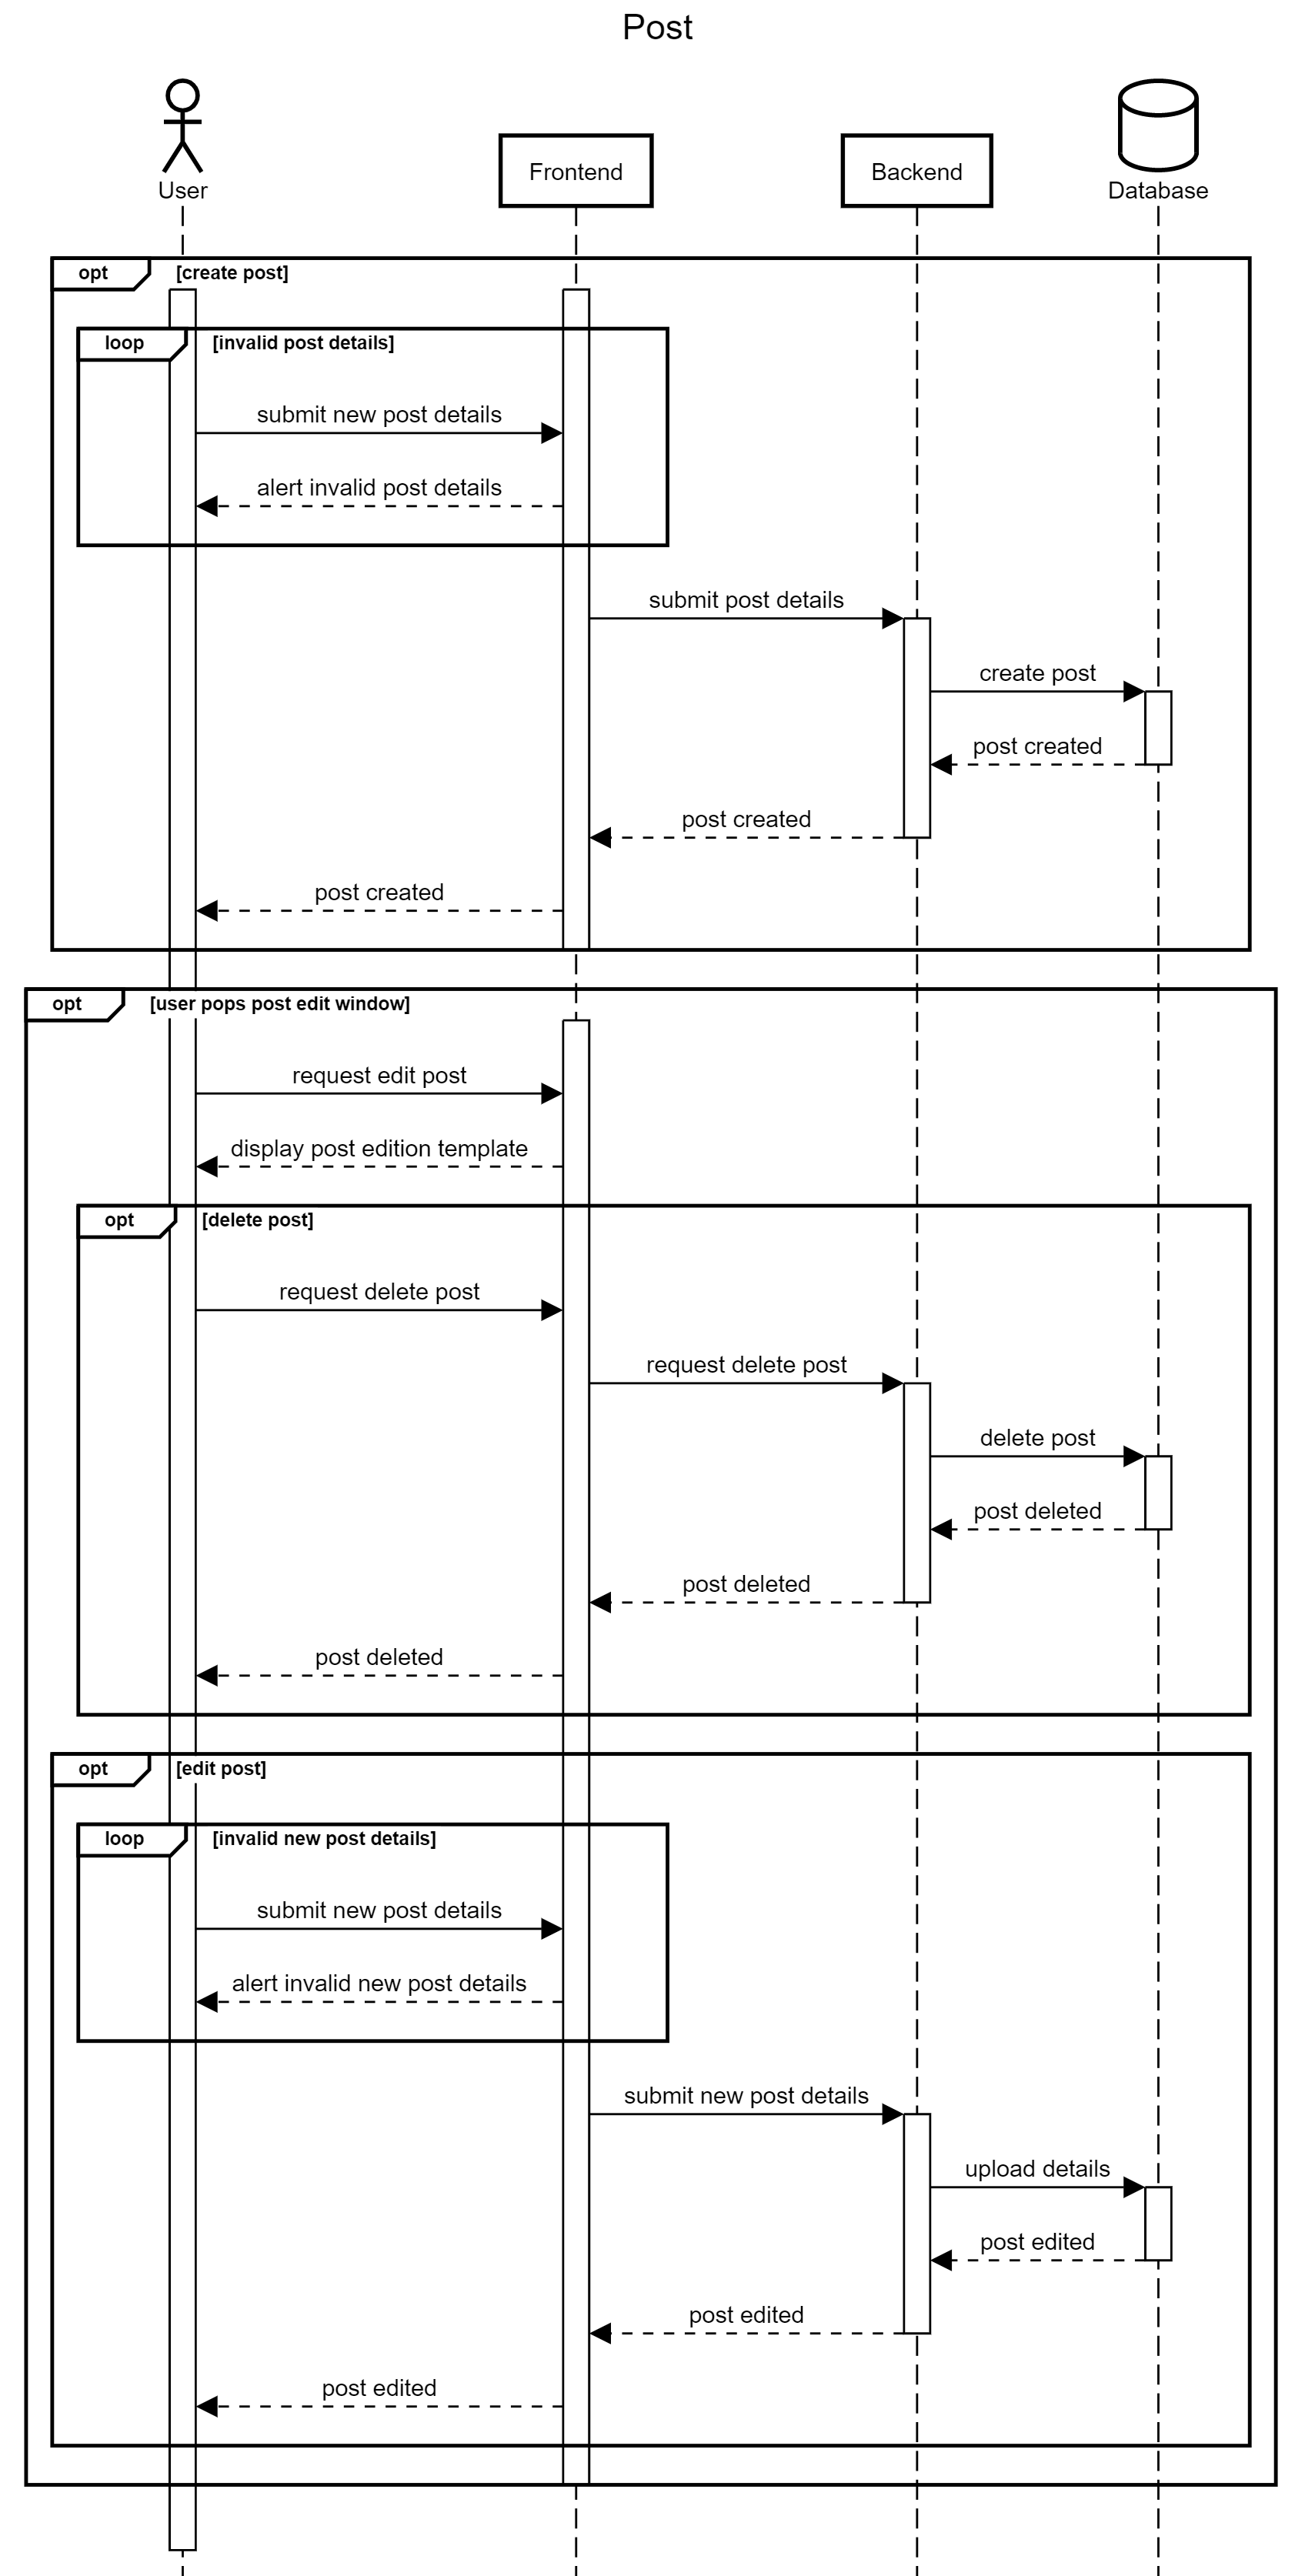 Post
User
Frontend
Backend
Database
opt [create post]
loop [invalid post details]
submit new post details
alert invalid post details
submit post details
create post
post created
post created
post created
opt [user pops post edit window]
request edit post
display post edition template
opt [delete post]
request delete post
request delete post
delete post
post deleted
post deleted
post deleted
opt [edit post]
loop [invalid new post details]
submit new post details
alert invalid new post details
submit new post details
upload details
post edited
post edited
post edited